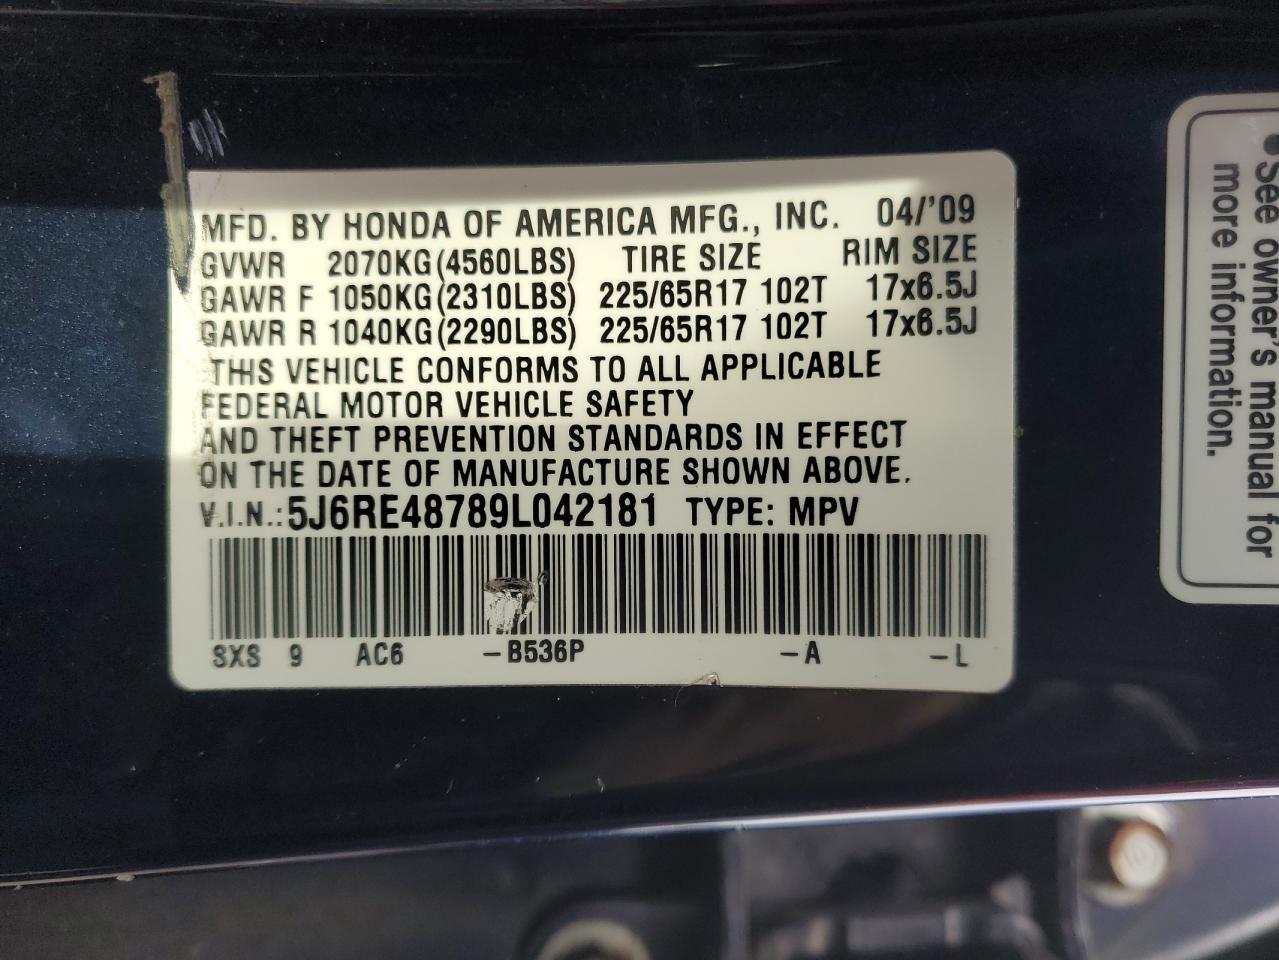 MFD. BY HONDA OF AMERICA MFG., INC. 04/'09
GVWR 2070KG(4560LBS) TIRE SIZE RIM SIZE
GAWR F 1050KG(2310LBS) 225/65R17 102T 17x6.5J
GAWR R 1040KG(2290LBS) 225/65R17 102T 17x6.5J
THIS VEHICLE CONFORMS TO ALL APPLICABLE
FEDERAL MOTOR VEHICLE SAFETY
AND THEFT PREVENTION STANDARDS IN EFFECT
ON THE DATE OF MANUFACTURE SHOWN ABOVE.
V.I.N.:5J6RE48789L042181 TYPE: MPV
SXS 9 AC6 -B536P -A -L
•See owner's manual for
more information.